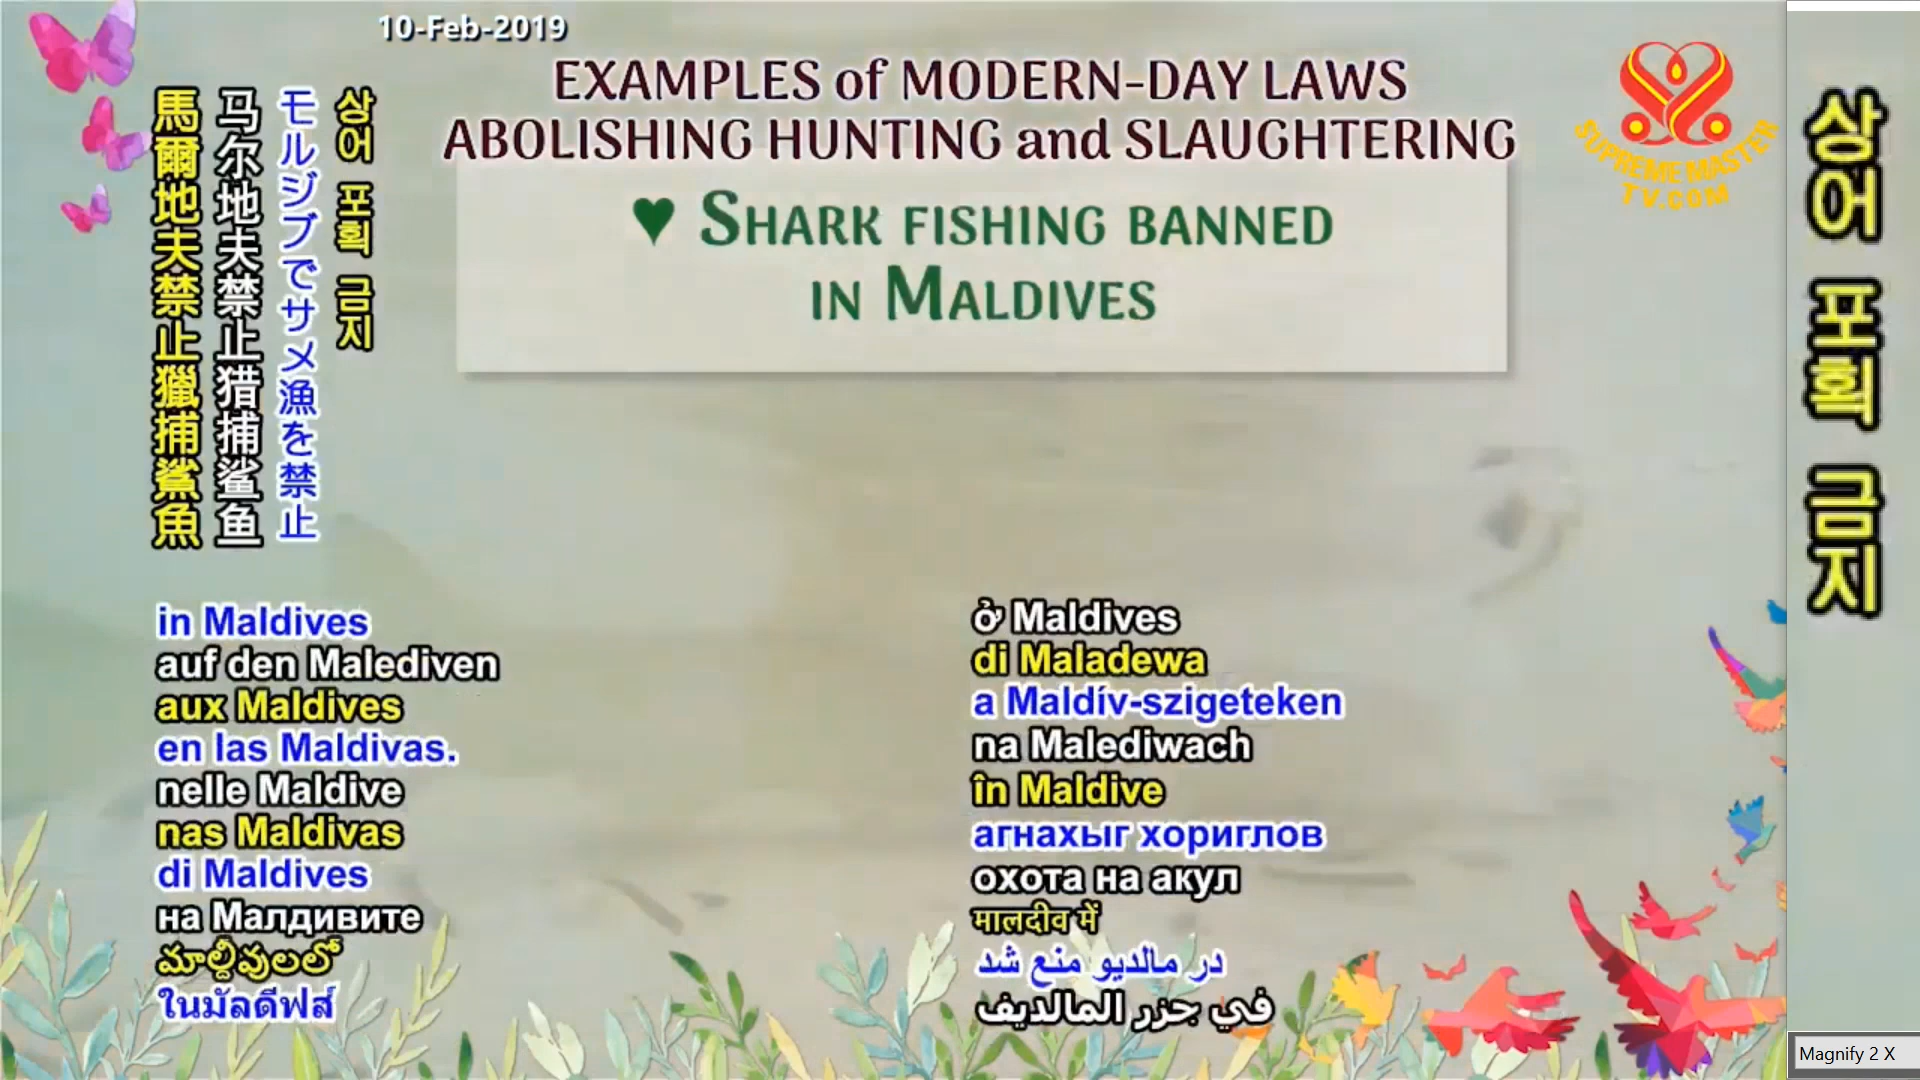 10-Feb-2019
EXAMPLES of MODERN-DAY LAWS
ABOLISHING HUNTING and SLAUGHTERING
♥ SHARK FISHING BANNED
IN MALDIVES
SUPREME MASTER
TV.COM
馬爾地夫禁止獵捕鯊魚
马尔地夫禁止猎捕鲨鱼
モルジブでサメ漁を禁止
상어 포획 금지
in Maldives
auf den Malediven
aux Maldives
en las Maldivas.
nelle Maldive
nas Maldivas
di Maldives
на Малдивите
మాల్దీవులలో
ในมัลดีฟส์
ở Maldives
di Maladewa
a Maldív-szigeteken
na Malediwach
în Maldive
агнахыг хориглов
охота на акул
मालदीव में
در مالدیو منع شد
في جزر المالديف
상어 포획 금지
Magnify 2 X